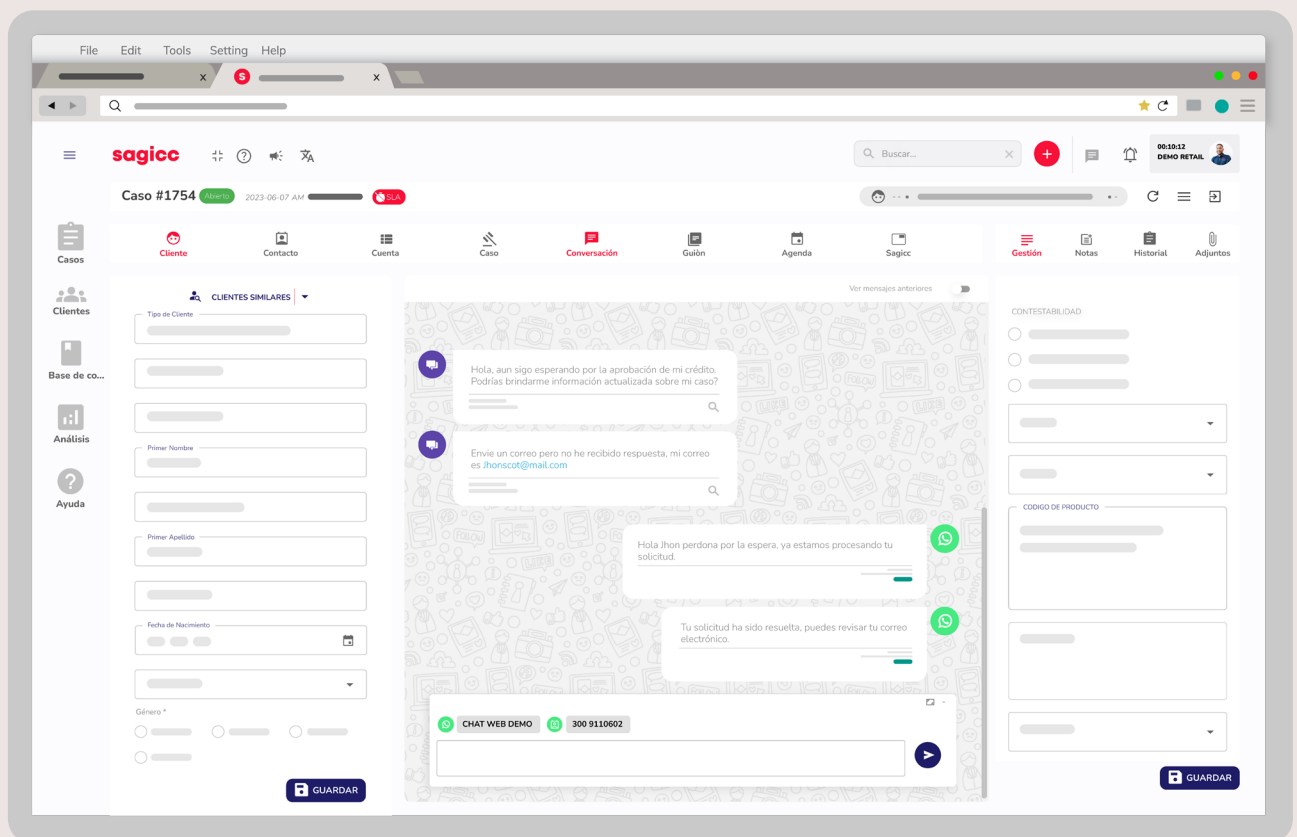 File Edit Tools Setting Help
x S x
sagicc
Buscar...
00:10:12
DEMO RETAIL
Caso #1754 Abierto 2023-06-07 AM SLA
Casos
Clientes
Base de co...
Análisis
Ayuda
Cliente Contacto Cuenta Caso Conversación Guiòn Agenda Sagicc
Gestión Notas Historial Adjuntos
CLIENTES SIMILARES
Tipo de Cliente
Primer Nombre
Primer Apellido
Fecha de Nacimiento
Género *
GUARDAR
Ver mensajes anteriores
Hola, aun sigo esperando por la aprobación de mi crédito.
Podrías brindarme información actualizada sobre mi caso?
Envie un correo pero no he recibido respuesta, mi correo
es Jhonscot@mail.com
Hola Jhon perdona por la espera, ya estamos procesando tu
solicitud.
Tu solicitud ha sido resuelta, puedes revisar tu correo
electrónico.
CHAT WEB DEMO 300 9110602
CONTESTABILIDAD
CODIGO DE PRODUCTO
GUARDAR